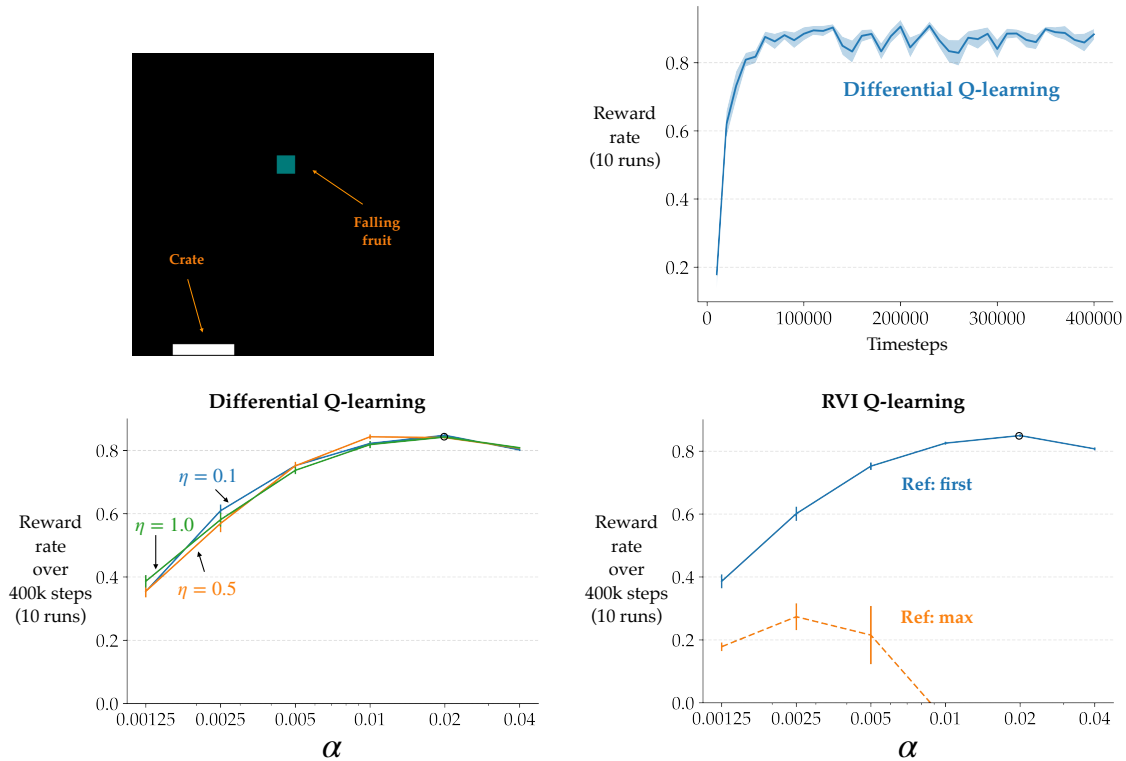 Falling
fruit
Crate
0.8
0.6
0.4
0.2
Reward
rate
(10 runs)
Differential Q-learning
0
100000
200000
300000
400000
Timesteps
Differential Q-learning
0.8
0.6
0.4
0.2
0.0
Reward
rate
over
400k steps
(10 runs)
η = 0.1
η = 1.0
η = 0.5
0.00125
0.0025
0.005
0.01
0.02
0.04
α
RVI Q-learning
0.8
0.6
0.4
0.2
0.0
Reward
rate
over
400k steps
(10 runs)
Ref: first
Ref: max
0.00125
0.0025
0.005
0.01
0.02
0.04
α